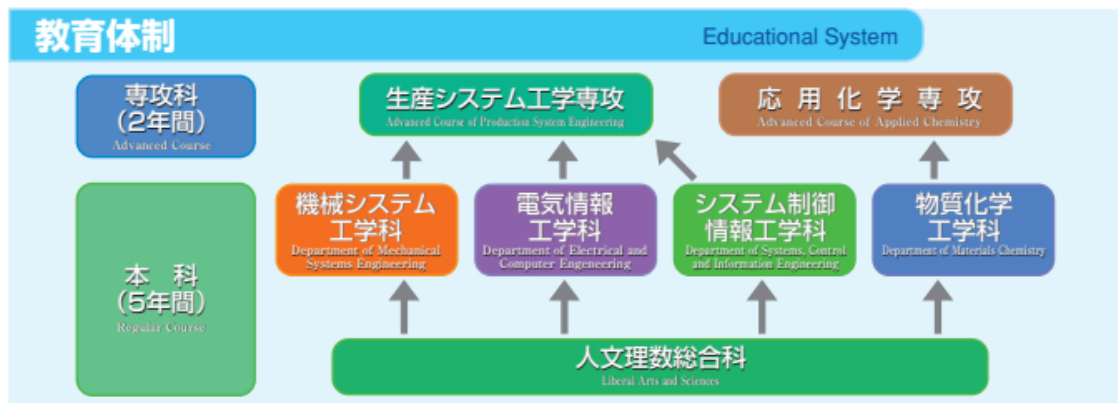 教育体制
Educational System
専攻科
(2年間)
Advanced Course
生産システム工学専攻
Advanced Course of Production System Engineering
応用化学専攻
Advanced Course of Applied Chemistry
機械システム
工学科
Department of Mechanical
Systems Engineering
電気情報
工学科
Department of Electrical and
Computer Engeneering
システム制御
情報工学科
Department of Systems, Control
and Information Engineering
物質化学
工学科
Department of Materials Chemistry
本科
(5年間)
Regular Course
人文理数総合科
Liberal Arts and Sciences